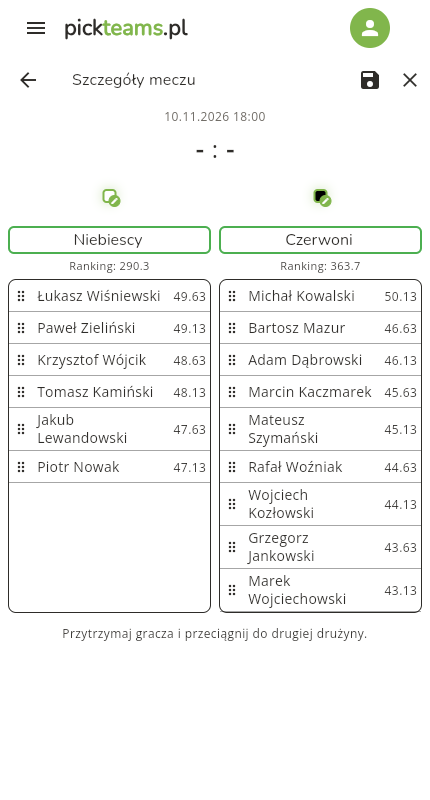 pickteams.pl
Szczegóły meczu
10.11.2026 18:00
- : -
Niebiescy
Ranking: 290.3
Łukasz Wiśniewski 49.63
Paweł Zieliński 49.13
Krzysztof Wójcik 48.63
Tomasz Kamiński 48.13
Jakub
Lewandowski 47.63
Piotr Nowak 47.13
Czerwoni
Ranking: 363.7
Michał Kowalski 50.13
Bartosz Mazur 46.63
Adam Dąbrowski 46.13
Marcin Kaczmarek 45.63
Mateusz
Szymański 45.13
Rafał Woźniak 44.63
Wojciech
Kozłowski 44.13
Grzegorz
Jankowski 43.63
Marek
Wojciechowski 43.13
Przytrzymaj gracza i przeciągnij do drugiej drużyny.